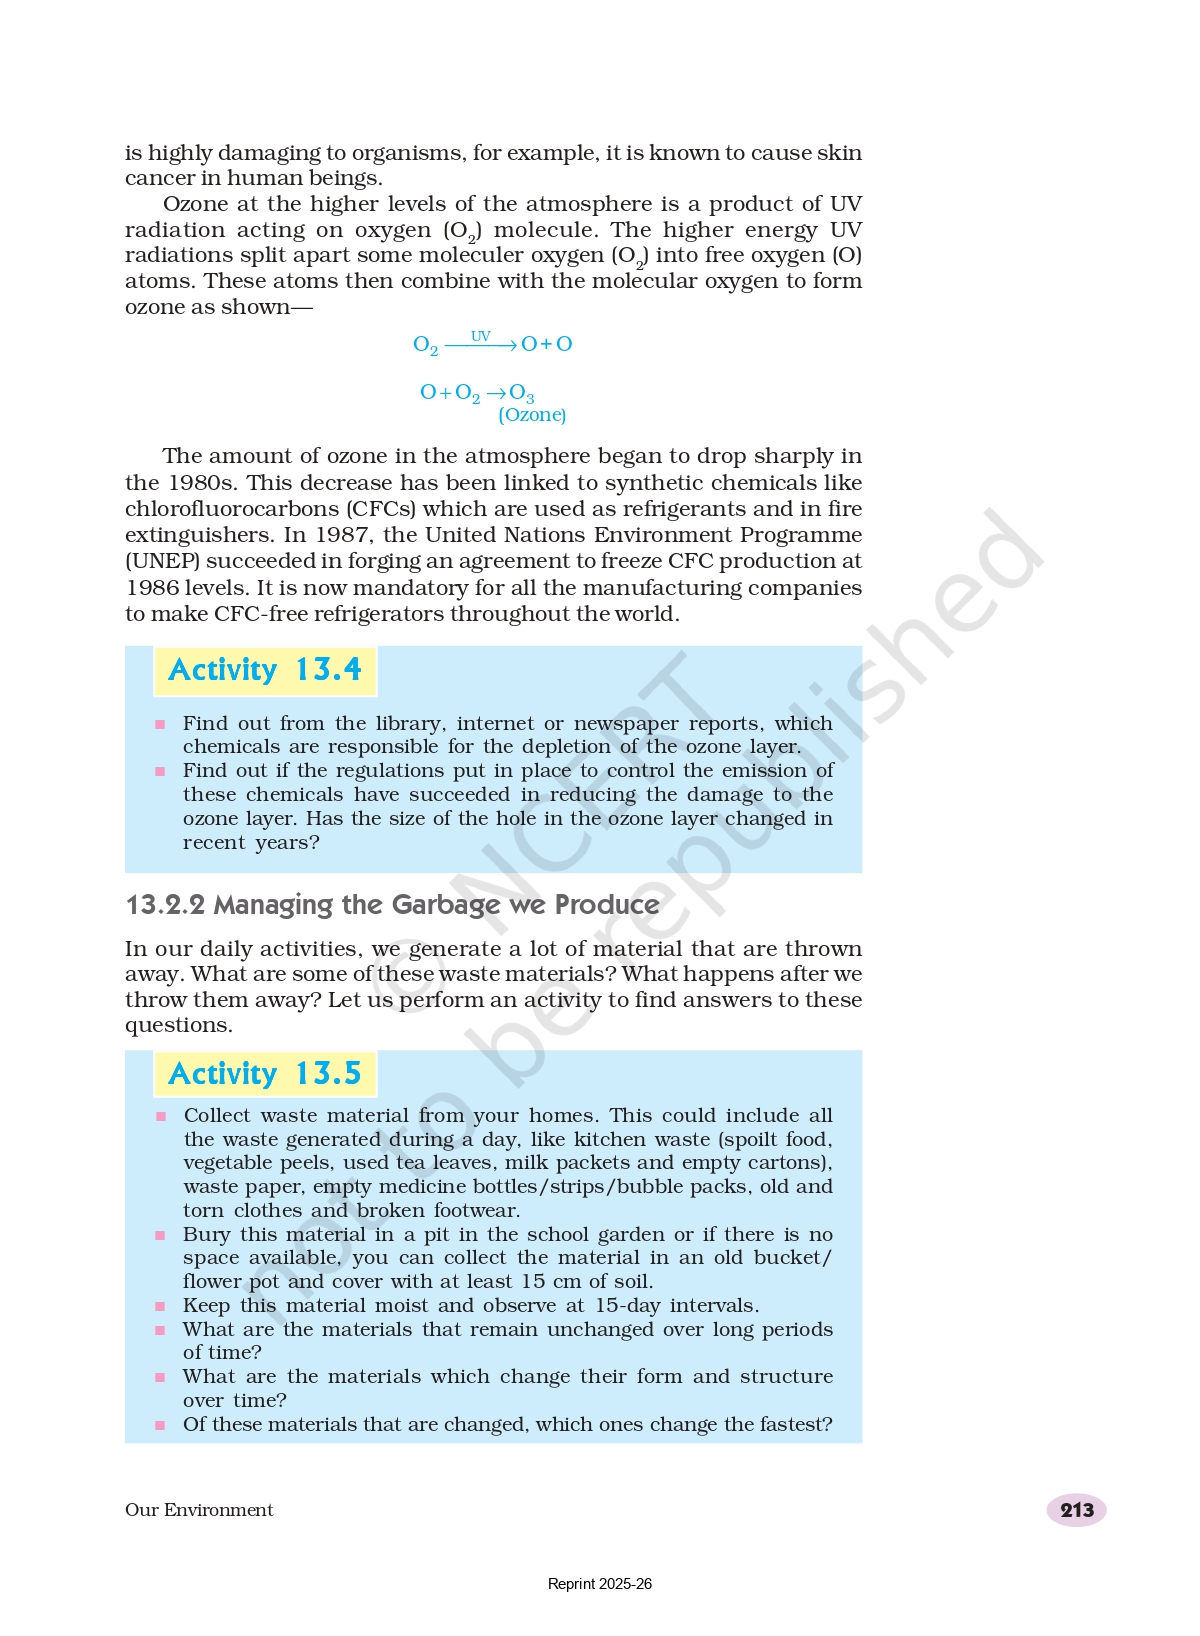 is highly damaging to organisms, for example, it is known to cause skin
cancer in human beings.
Ozone at the higher levels of the atmosphere is a product of UV
radiation acting on oxygen (O₂) molecule. The higher energy UV
radiations split apart some moleculer oxygen (O₂) into free oxygen (O)
atoms. These atoms then combine with the molecular oxygen to form
ozone as shown—
O₂ —UV→ O + O
O + O₂ → O₃
(Ozone)
The amount of ozone in the atmosphere began to drop sharply in
the 1980s. This decrease has been linked to synthetic chemicals like
chlorofluorocarbons (CFCs) which are used as refrigerants and in fire
extinguishers. In 1987, the United Nations Environment Programme
(UNEP) succeeded in forging an agreement to freeze CFC production at
1986 levels. It is now mandatory for all the manufacturing companies
to make CFC-free refrigerators throughout the world.
Activity 13.4
■ Find out from the library, internet or newspaper reports, which
chemicals are responsible for the depletion of the ozone layer.
■ Find out if the regulations put in place to control the emission of
these chemicals have succeeded in reducing the damage to the
ozone layer. Has the size of the hole in the ozone layer changed in
recent years?
13.2.2 Managing the Garbage we Produce
In our daily activities, we generate a lot of material that are thrown
away. What are some of these waste materials? What happens after we
throw them away? Let us perform an activity to find answers to these
questions.
Activity 13.5
■ Collect waste material from your homes. This could include all
the waste generated during a day, like kitchen waste (spoilt food,
vegetable peels, used tea leaves, milk packets and empty cartons),
waste paper, empty medicine bottles/strips/bubble packs, old and
torn clothes and broken footwear.
■ Bury this material in a pit in the school garden or if there is no
space available, you can collect the material in an old bucket/
flower pot and cover with at least 15 cm of soil.
■ Keep this material moist and observe at 15-day intervals.
■ What are the materials that remain unchanged over long periods
of time?
■ What are the materials which change their form and structure
over time?
■ Of these materials that are changed, which ones change the fastest?
© NCERT
not to be republished
Our Environment
213
Reprint 2025-26